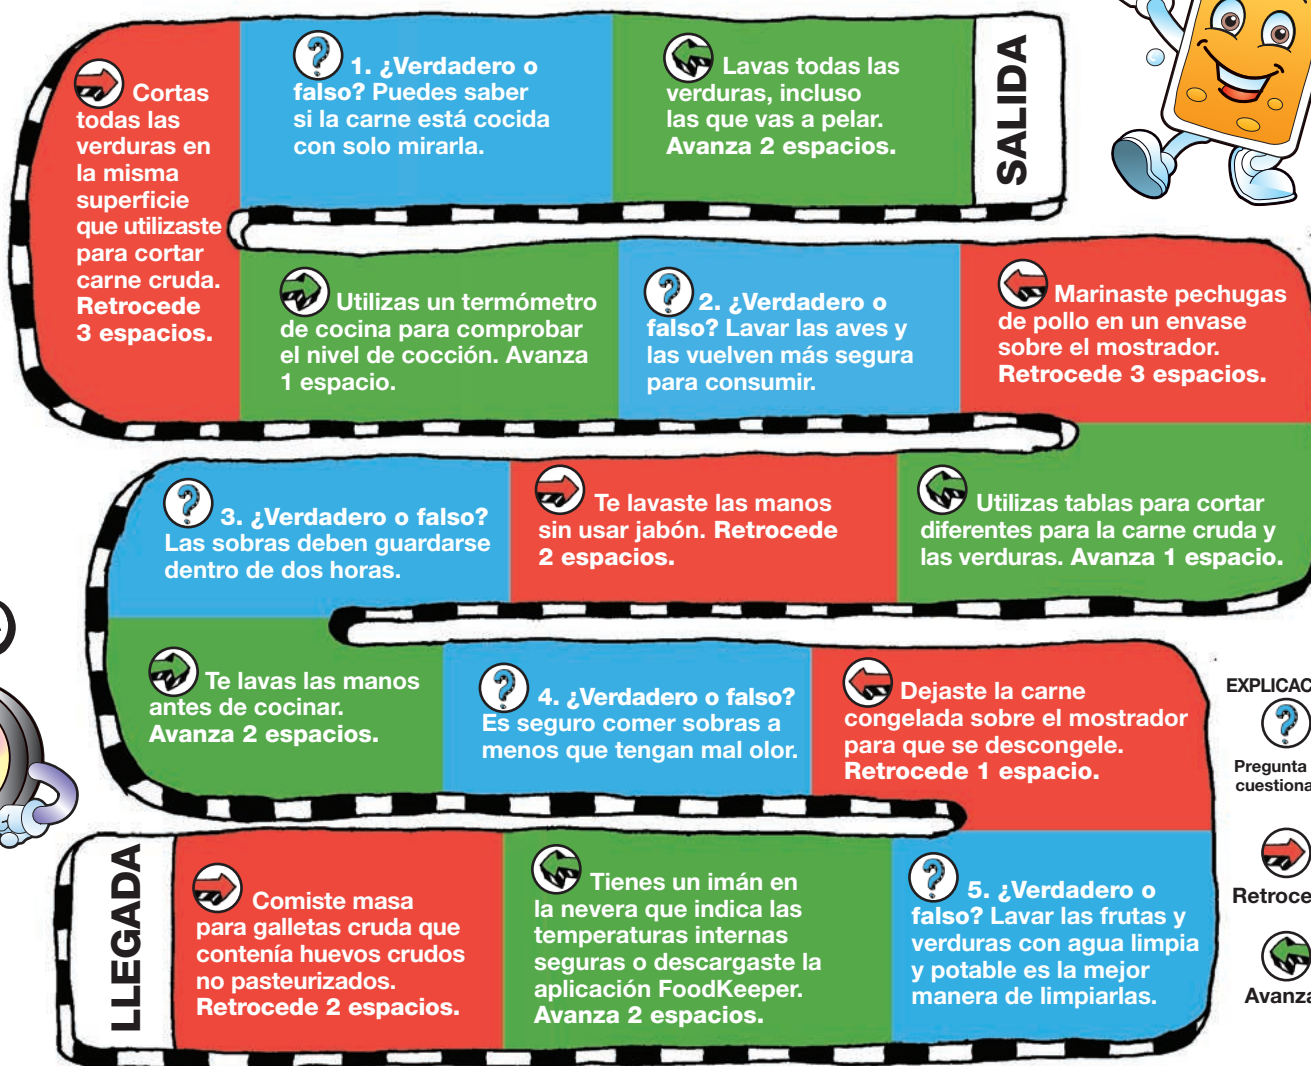 SALIDA
Lavas todas las
verduras, incluso
las que vas a pelar.
Avanza 2 espacios.
1. ¿Verdadero o
falso? Puedes saber
si la carne está cocida
con solo mirarla.
Cortas
todas las
verduras en
la misma
superficie
que utilizaste
para cortar
carne cruda.
Retrocede
3 espacios.
Utilizas un termómetro
de cocina para comprobar
el nivel de cocción. Avanza
1 espacio.
2. ¿Verdadero o
falso? Lavar las aves y
las vuelven más segura
para consumir.
Marinaste pechugas
de pollo en un envase
sobre el mostrador.
Retrocede 3 espacios.
Utilizas tablas para cortar
diferentes para la carne cruda y
las verduras. Avanza 1 espacio.
Te lavaste las manos
sin usar jabón. Retrocede
2 espacios.
3. ¿Verdadero o falso?
Las sobras deben guardarse
dentro de dos horas.
Te lavas las manos
antes de cocinar.
Avanza 2 espacios.
4. ¿Verdadero o falso?
Es seguro comer sobras a
menos que tengan mal olor.
Dejaste la carne
congelada sobre el mostrador
para que se descongele.
Retrocede 1 espacio.
5. ¿Verdadero o
falso? Lavar las frutas y
verduras con agua limpia
y potable es la mejor
manera de limpiarlas.
Tienes un imán en
la nevera que indica las
temperaturas internas
seguras o descargaste la
aplicación FoodKeeper.
Avanza 2 espacios.
Comiste masa
para galletas cruda que
contenía huevos crudos
no pasteurizados.
Retrocede 2 espacios.
LLEGADA
EXPLICAC
Pregunta
cuestiona
Retroce
Avanza